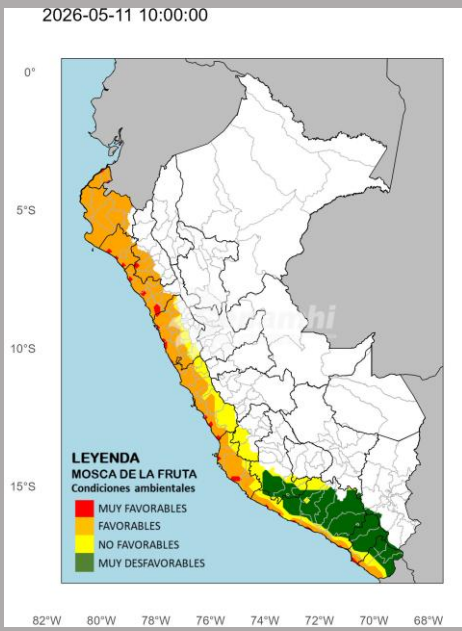 2026-05-11 10:00:00
0°
5°S
10°S
15°S
82°W 80°W 78°W 76°W 74°W 72°W 70°W 68°W
LEYENDA
MOSCA DE LA FRUTA
Condiciones ambientales
MUY FAVORABLES
FAVORABLES
NO FAVORABLES
MUY DESFAVORABLES